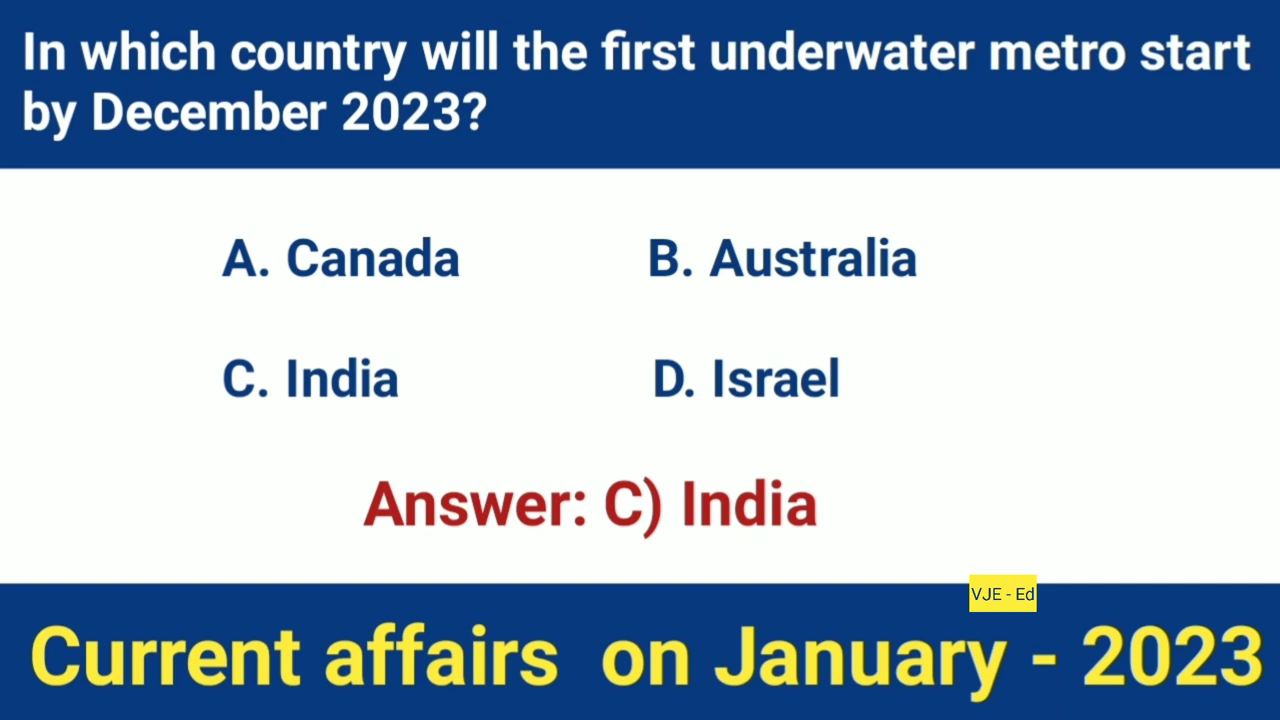 In which country will the first underwater metro start
by December 2023?
A. Canada B. Australia
C. India D. Israel
Answer: C) India
VJE - Ed
Current affairs on January - 2023